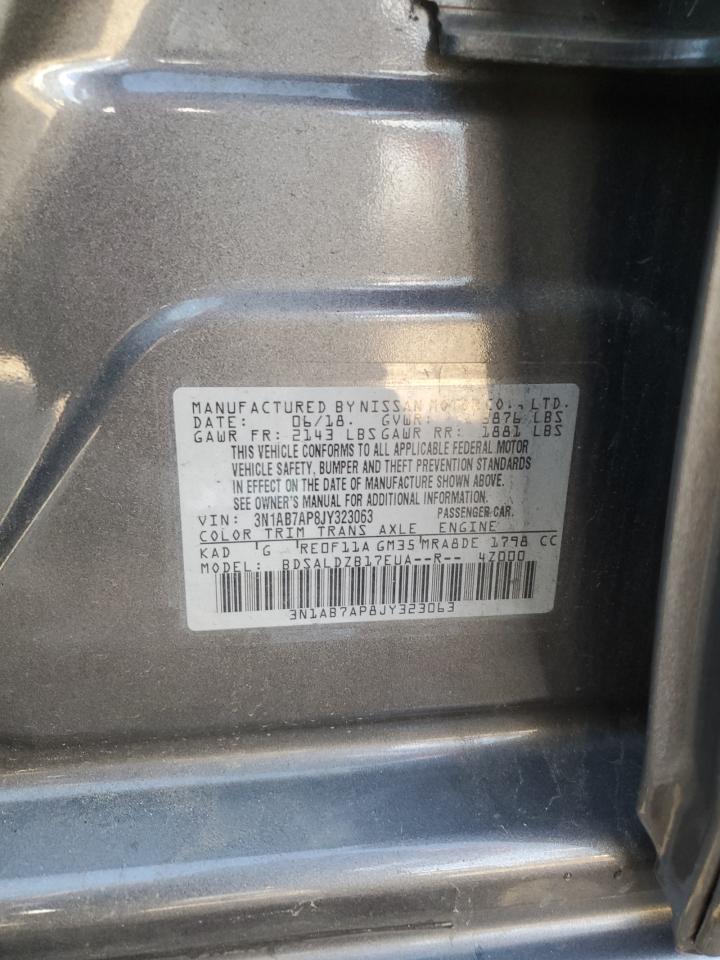 MANUFACTURED BY NISSAN MOTOR CO., LTD.
DATE: 06/18. GVWR: 3876 LBS
GAWR FR: 2143 LBS GAWR RR: 1881 LBS
THIS VEHICLE CONFORMS TO ALL APPLICABLE FEDERAL MOTOR
VEHICLE SAFETY, BUMPER AND THEFT PREVENTION STANDARDS
IN EFFECT ON THE DATE OF MANUFACTURE SHOWN ABOVE.
SEE OWNER'S MANUAL FOR ADDITIONAL INFORMATION.
VIN: 3N1AB7AP8JY323063 PASSENGER CAR.
COLOR TRIM TRANS AXLE ENGINE
KAD G RE0F11A GM35 MRA8DE 1798 CC
MODEL: BDSALDZB17EUA--R-- 4Z000
3N1AB7AP8JY323063